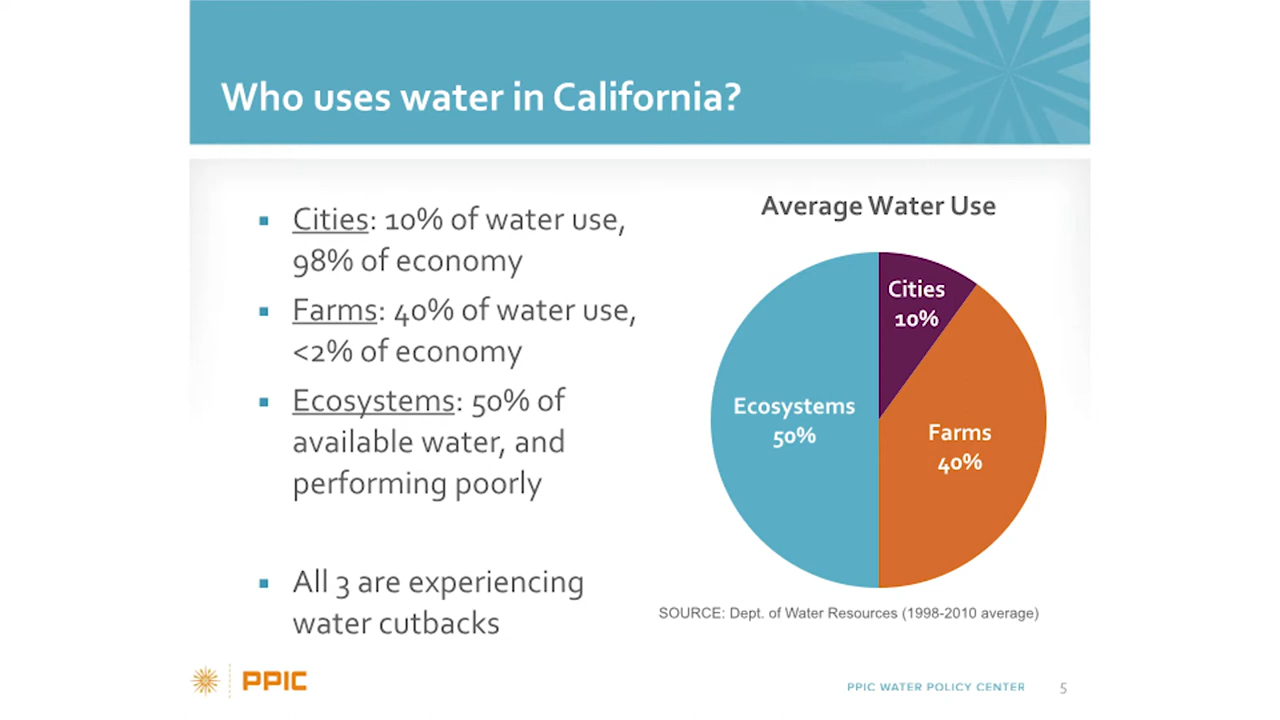 Who uses water in California?
Cities: 10% of water use,
98% of economy
Farms: 40% of water use,
<2% of economy
Ecosystems: 50% of
available water, and
performing poorly
All 3 are experiencing
water cutbacks
Average Water Use
Cities
10%
Ecosystems
50%
Farms
40%
SOURCE: Dept. of Water Resources (1998-2010 average)
PPIC
PPIC WATER POLICY CENTER
5